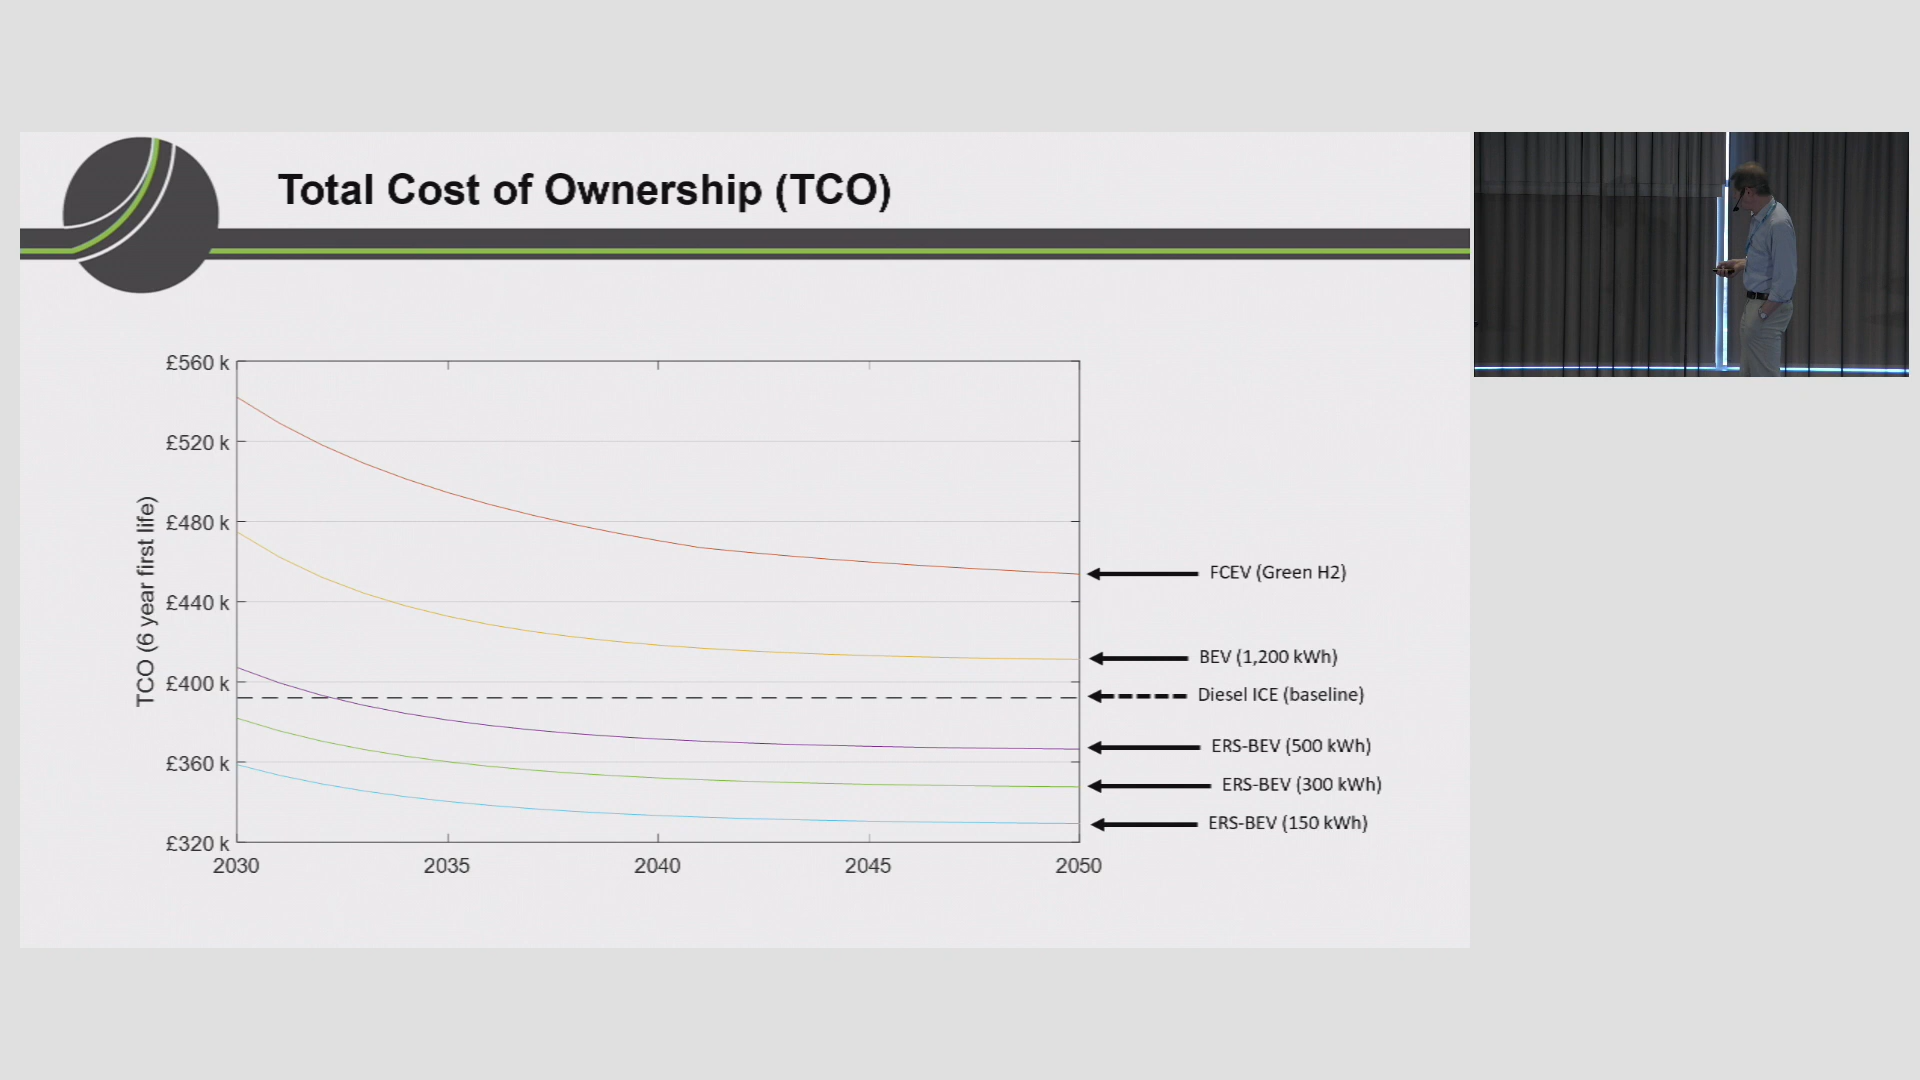 Total Cost of Ownership (TCO)
TCO (6 year first life)
£560 k
£520 k
£480 k
£440 k
£400 k
£360 k
£320 k
2030
2035
2040
2045
2050
FCEV (Green H2)
BEV (1,200 kWh)
Diesel ICE (baseline)
ERS-BEV (500 kWh)
ERS-BEV (300 kWh)
ERS-BEV (150 kWh)